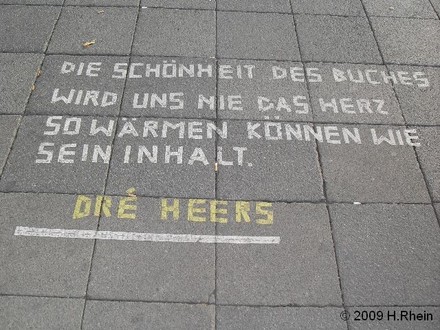 DIE SCHÖNHEIT DES BUCHES
WIRD UNS NIE DAS HERZ
SO WÄRMEN KÖNNEN WIE
SEIN INHALT.
DRÉ HEERS
© 2009 H.Rhein